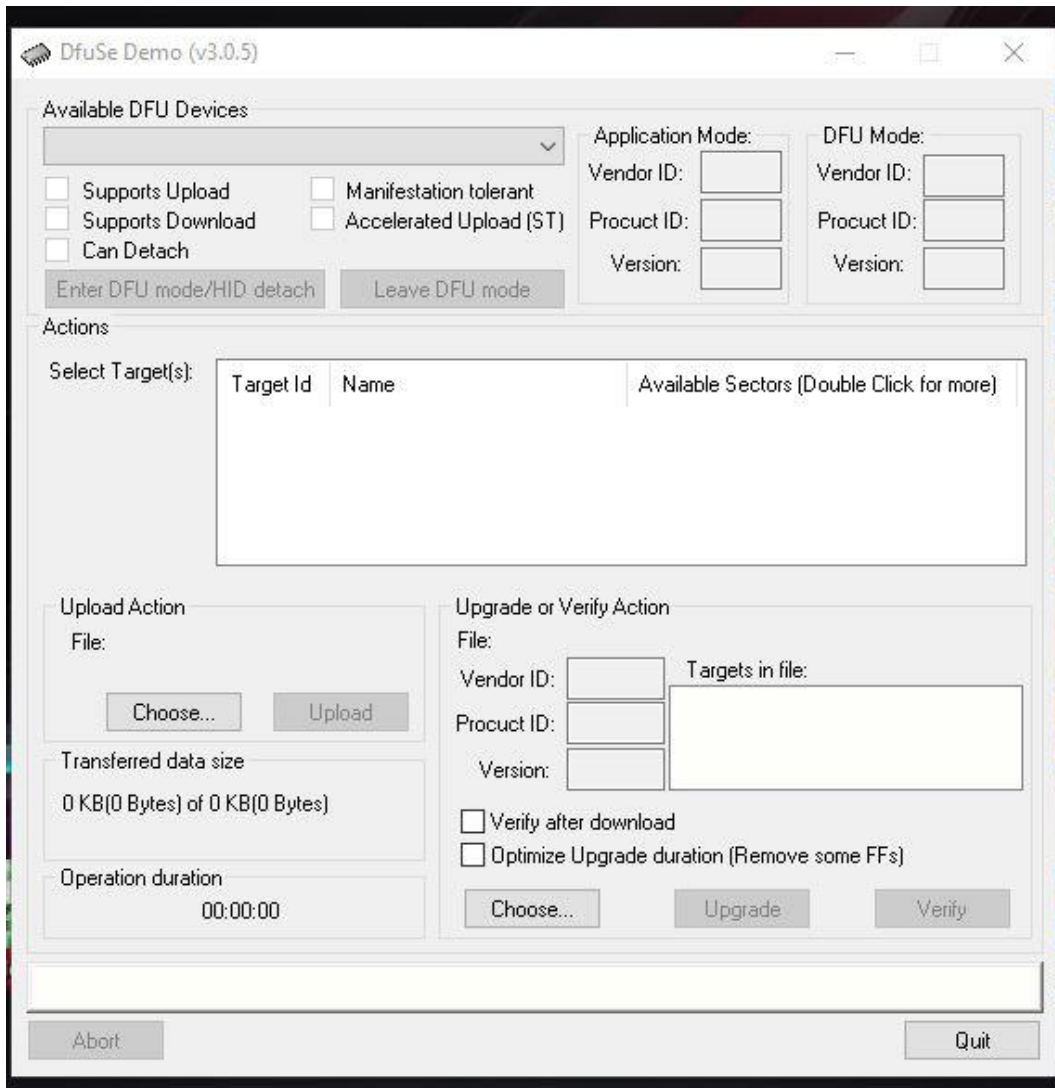 DfuSe Demo (v3.0.5)
Available DFU Devices
Supports Upload
Manifestation tolerant
Supports Download
Accelerated Upload (ST)
Can Detach
Enter DFU mode/HID detach
Leave DFU mode
Application Mode:
Vendor ID:
Procuct ID:
Version:
DFU Mode:
Vendor ID:
Procuct ID:
Version:
Actions
Select Target(s):
Target Id
Name
Available Sectors (Double Click for more)
Upload Action
File:
Choose...
Upload
Transferred data size
0 KB(0 Bytes) of 0 KB(0 Bytes)
Operation duration
00:00:00
Upgrade or Verify Action
File:
Vendor ID:
Procuct ID:
Version:
Targets in file:
Verify after download
Optimize Upgrade duration (Remove some FFs)
Choose...
Upgrade
Verify
Abort
Quit